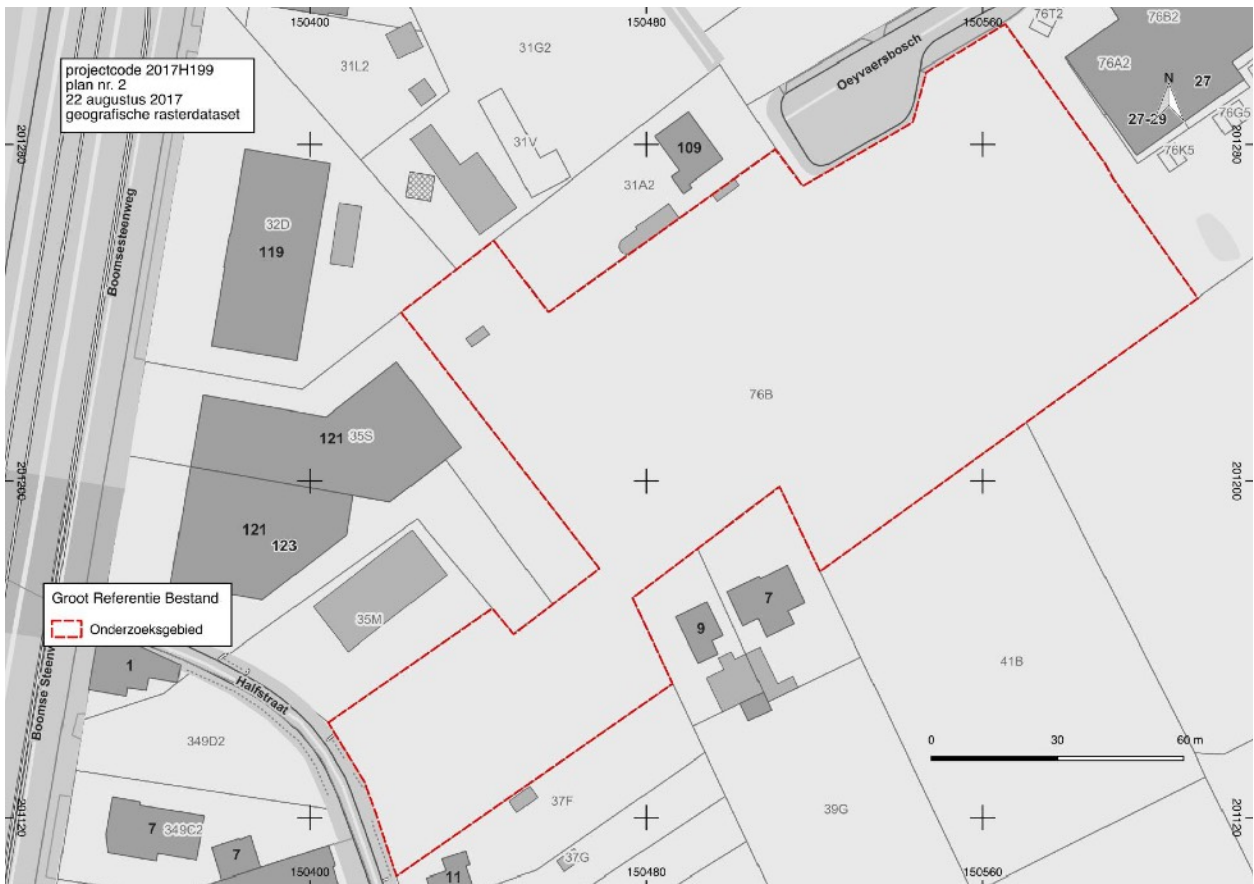 150400
150480
150560
76T2
76B2
31G2
31L2
projectcode 2017H199
plan nr. 2
22 augustus 2017
geografische rasterdataset
Oeyvaersbosch
76A2
27
N
27-29
76G5
76K5
201280
201280
31V
109
31A2
Boomsesteenweg
32D
119
76B
121
35S
201200
201200
121
123
Groot Referentie Bestand
Onderzoeksgebied
35M
7
9
1
41B
Halfstraat
Boomse Steenweg
349D2
0
30
60 m
37F
39G
201120
201120
7
349C2
7
37G
11
150400
150480
150560